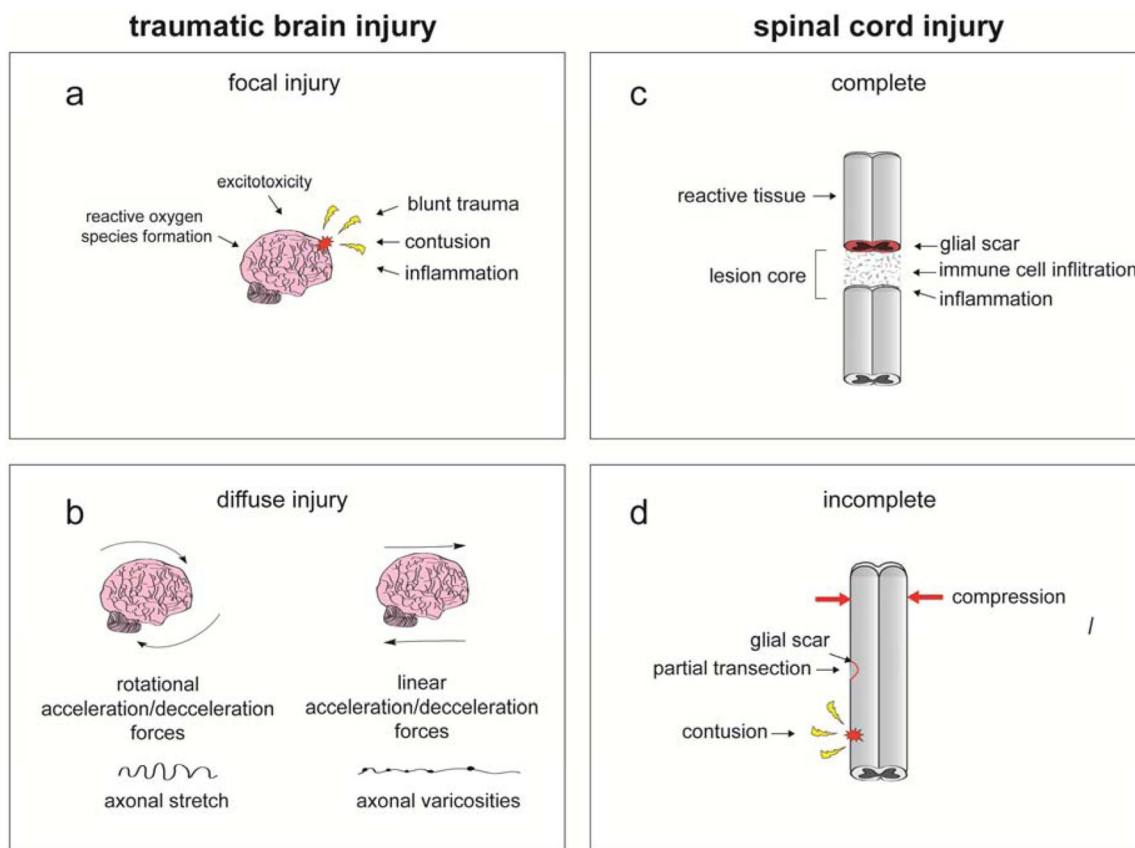 traumatic brain injury
spinal cord injury
a
focal injury
excitotoxicity
reactive oxygen
species formation
blunt trauma
contusion
inflammation
c
complete
reactive tissue
glial scar
lesion core
immune cell inflitration
inflammation
b
diffuse injury
rotational
acceleration/decceleration
forces
axonal stretch
linear
acceleration/decceleration
forces
axonal varicosities
d
incomplete
compression
glial scar
partial transection
contusion
/